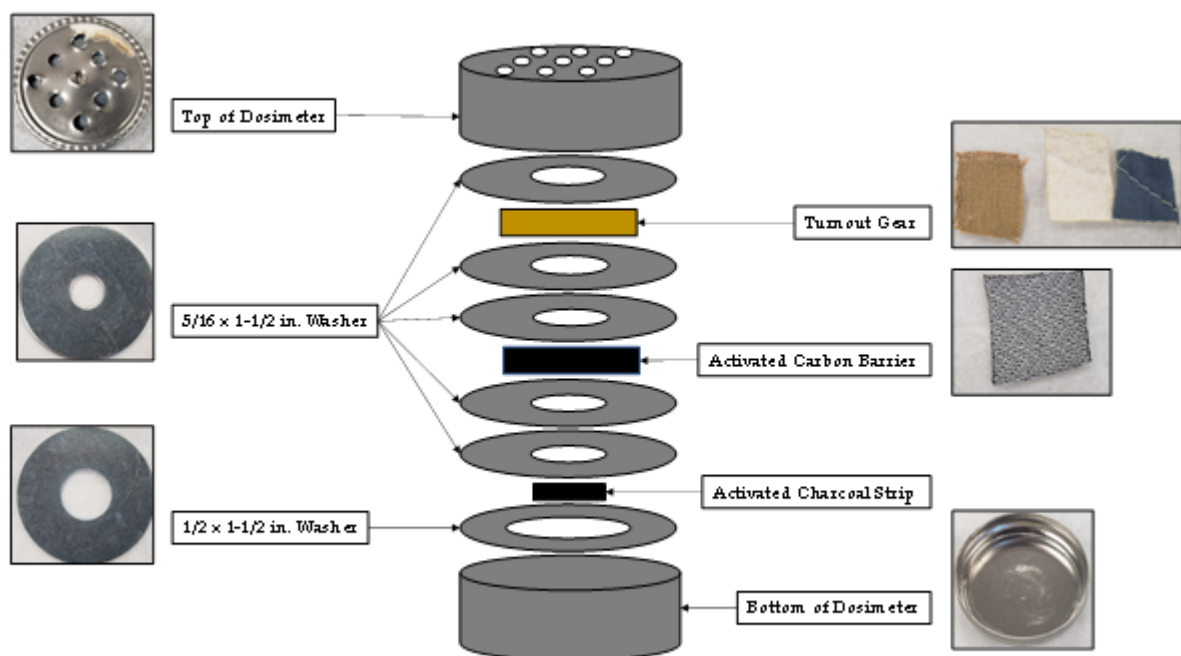 Top of Dosimeter
Turnout Gear
5/16 x 1-1/2 in. Washer
Activated Carbon Barrier
Activated Charcoal Strip
1/2 x 1-1/2 in. Washer
Bottom of Dosimeter